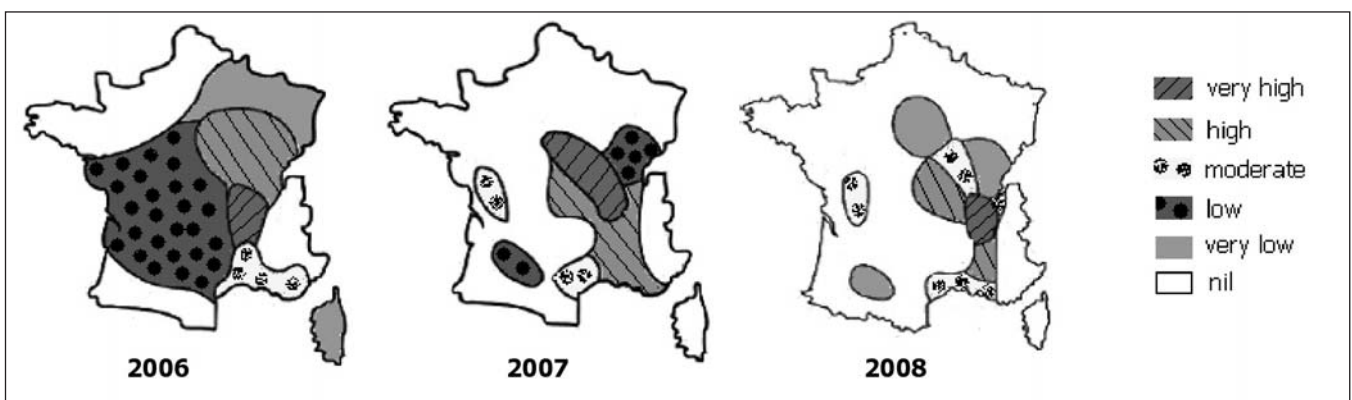 very high
high
moderate
low
very low
nil
2006
2007
2008